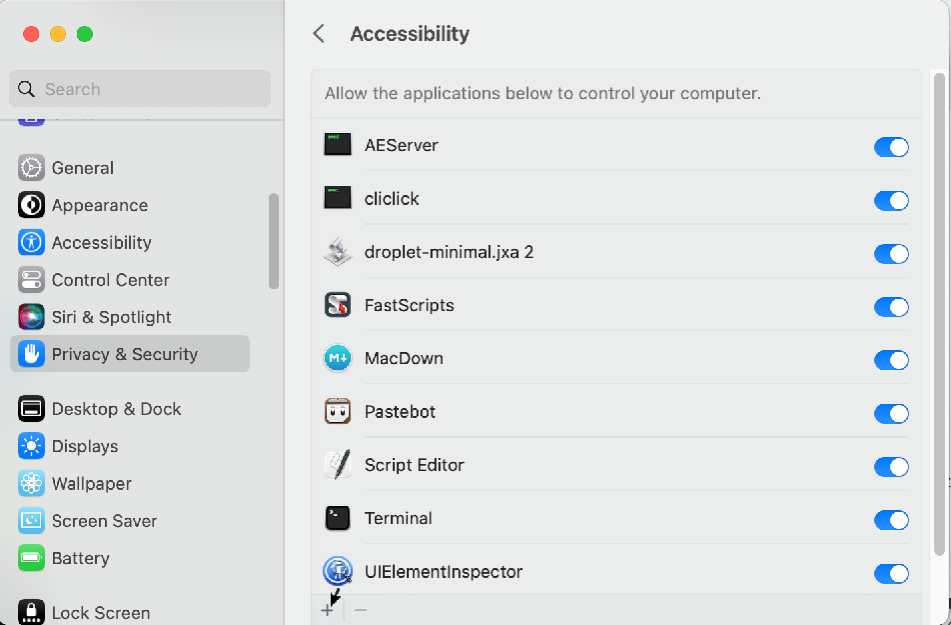 Accessibility
Search
Allow the applications below to control your computer.
General
Appearance
Accessibility
Control Center
Siri & Spotlight
Privacy & Security
Desktop & Dock
Displays
Wallpaper
Screen Saver
Battery
Lock Screen
AEServer
cliclick
droplet-minimal.jxa 2
FastScripts
MacDown
Pastebot
Script Editor
Terminal
UIElementInspector